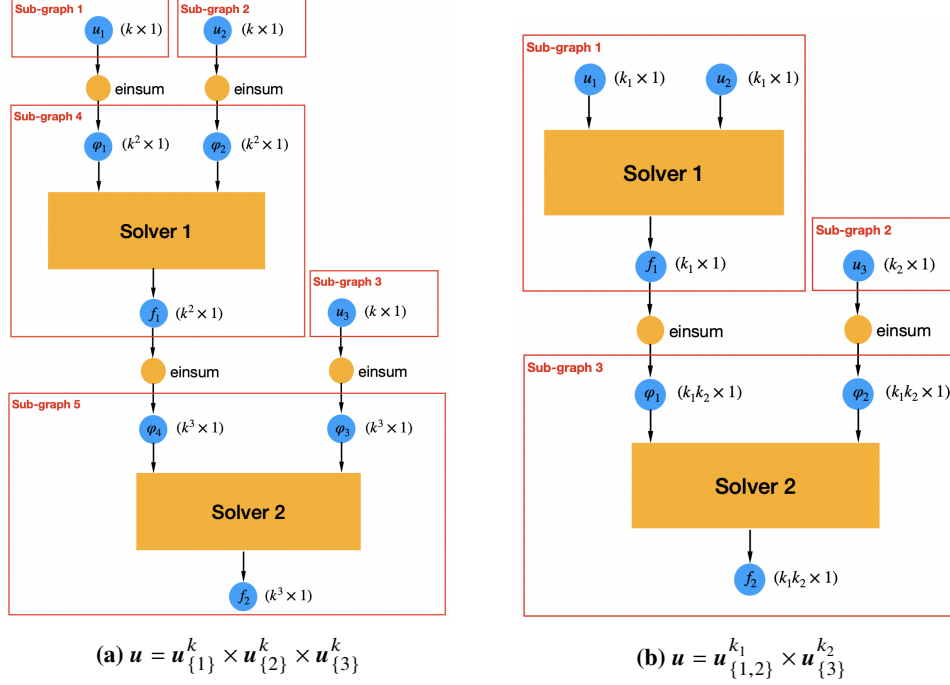 Sub-graph 1
u₁ (k × 1)
Sub-graph 2
u₂ (k × 1)
einsum
einsum
Sub-graph 4
φ₁ (k² × 1)
φ₂ (k² × 1)
Solver 1
f₁ (k² × 1)
Sub-graph 3
u₃ (k × 1)
einsum
einsum
Sub-graph 5
φ₄ (k³ × 1)
φ₃ (k³ × 1)
Solver 2
f₂ (k³ × 1)
(a) u = u^k_{1} × u^k_{2} × u^k_{3}
Sub-graph 1
u₁ (k₁ × 1)
u₂ (k₁ × 1)
Solver 1
f₁ (k₁ × 1)
Sub-graph 2
u₃ (k₂ × 1)
einsum
einsum
Sub-graph 3
φ₁ (k₁k₂ × 1)
φ₂ (k₁k₂ × 1)
Solver 2
f₂ (k₁k₂ × 1)
(b) u = u^{k₁}_{1,2} × u^{k₂}_{3}